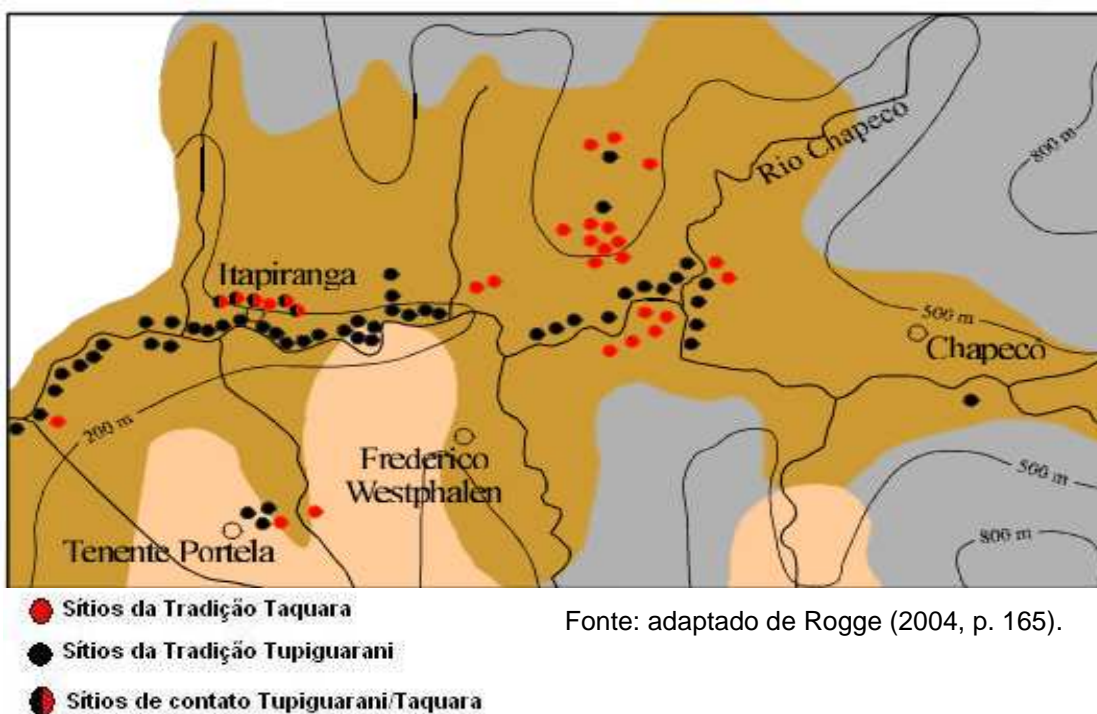 800 m
Rio Chapecó
Itapiranga
500 m
Chapecó
200 m
Frederico
Westphalen
500 m
Tenente Portela
800 m
Sítios da Tradição Taquara
Fonte: adaptado de Rogge (2004, p. 165).
Sítios da Tradição Tupiguarani
Sítios de contato Tupiguarani/Taquara